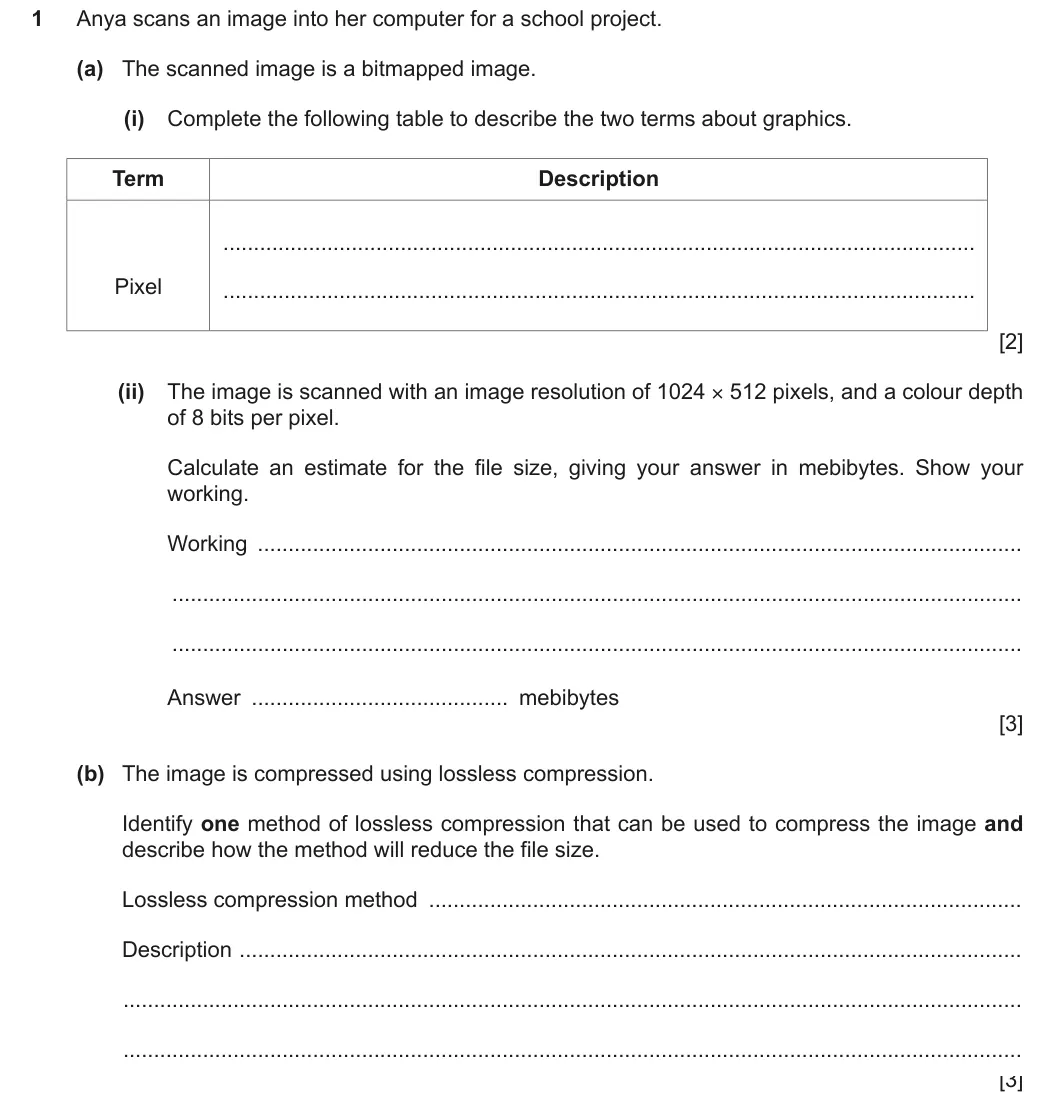 1 Anya scans an image into her computer for a school project.
(a) The scanned image is a bitmapped image.
(i) Complete the following table to describe the two terms about graphics.
Term Description
Pixel ....................
....................
[2]
(ii) The image is scanned with an image resolution of 1024 × 512 pixels, and a colour depth
of 8 bits per pixel.
Calculate an estimate for the file size, giving your answer in mebibytes. Show your
working.
Working ....................
....................
....................
Answer .................... mebibytes
[3]
(b) The image is compressed using lossless compression.
Identify one method of lossless compression that can be used to compress the image and
describe how the method will reduce the file size.
Lossless compression method ....................
Description ....................
....................
....................
[3]